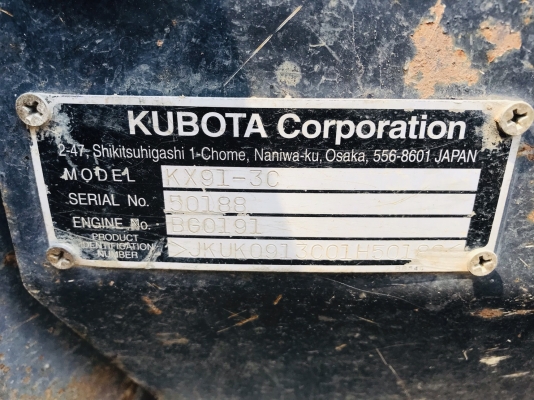 KUBOTA Corporation
2-47, Shikitsuhigashi 1-Chome, Naniwa-ku, Osaka, 556-8601 JAPAN
MODEL KX91-3C
SERIAL No. 50188
ENGINE No. BG0191
PRODUCT
IDENTIFICATION
NUMBER